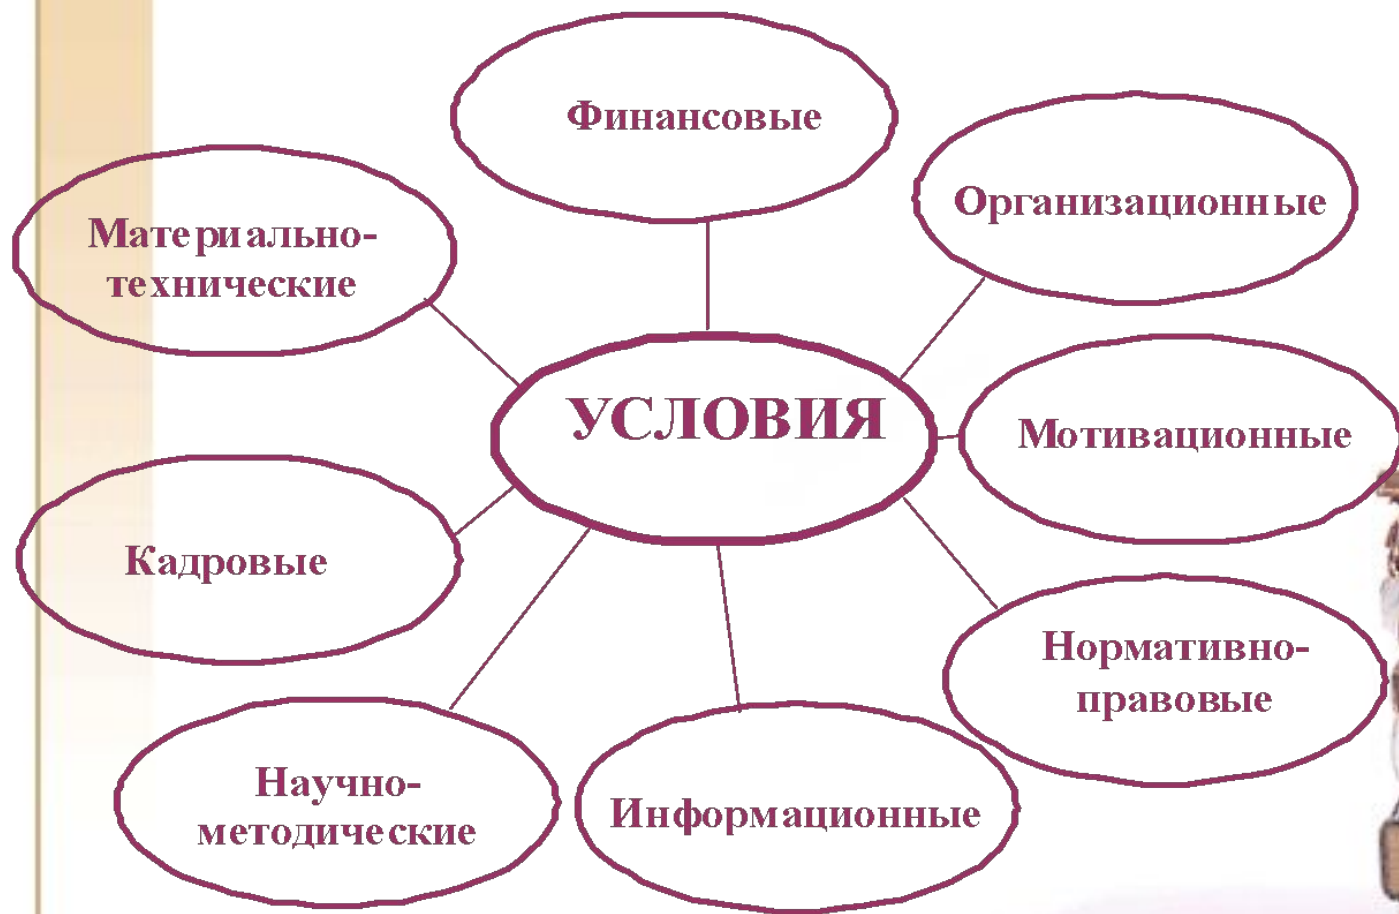 Финансовые
Организационные
Материально-
технические
УСЛОВИЯ
Мотивационные
Кадровые
Нормативно-
правовые
Научно-
методические
Информационные